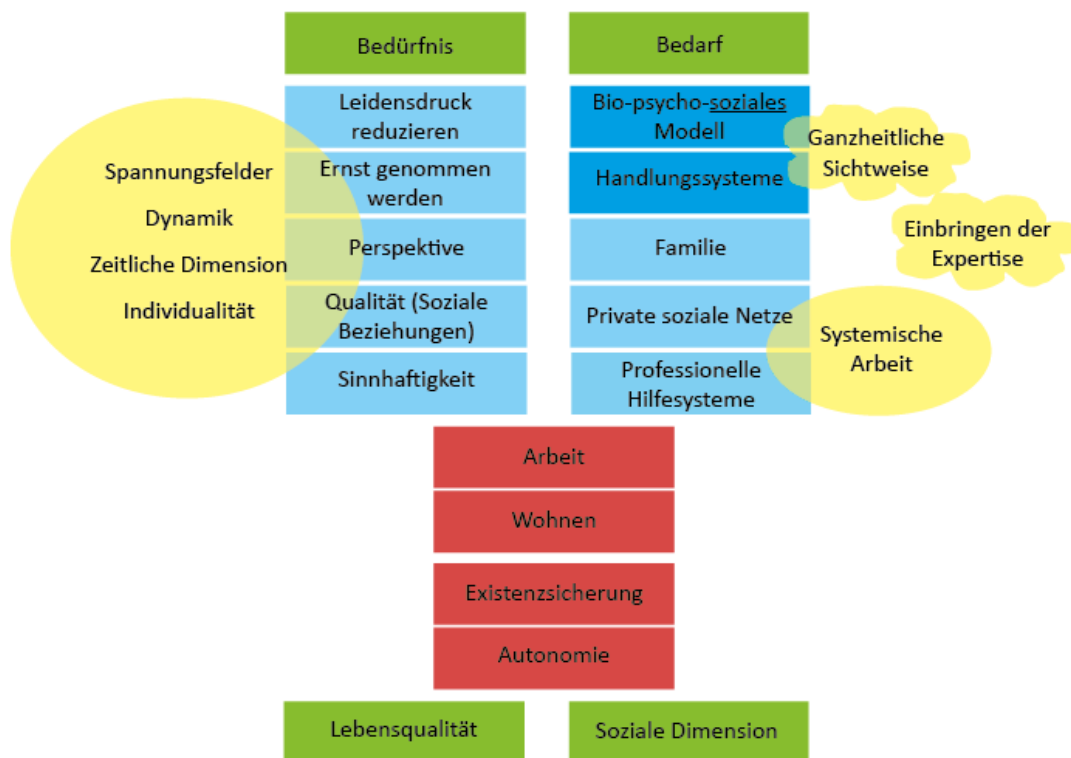 Bedürfnis
Bedarf
Leidensdruck
reduzieren
Bio-psycho-soziales
Modell
Ganzheitliche
Sichtweise
Spannungsfelder
Dynamik
Zeitliche Dimension
Individualität
Ernst genommen
werden
Handlungssysteme
Einbringen der
Expertise
Perspektive
Familie
Qualität (Soziale
Beziehungen)
Private soziale Netze
Systemische
Arbeit
Sinnhaftigkeit
Professionelle
Hilfesysteme
Arbeit
Wohnen
Existenzsicherung
Autonomie
Lebensqualität
Soziale Dimension